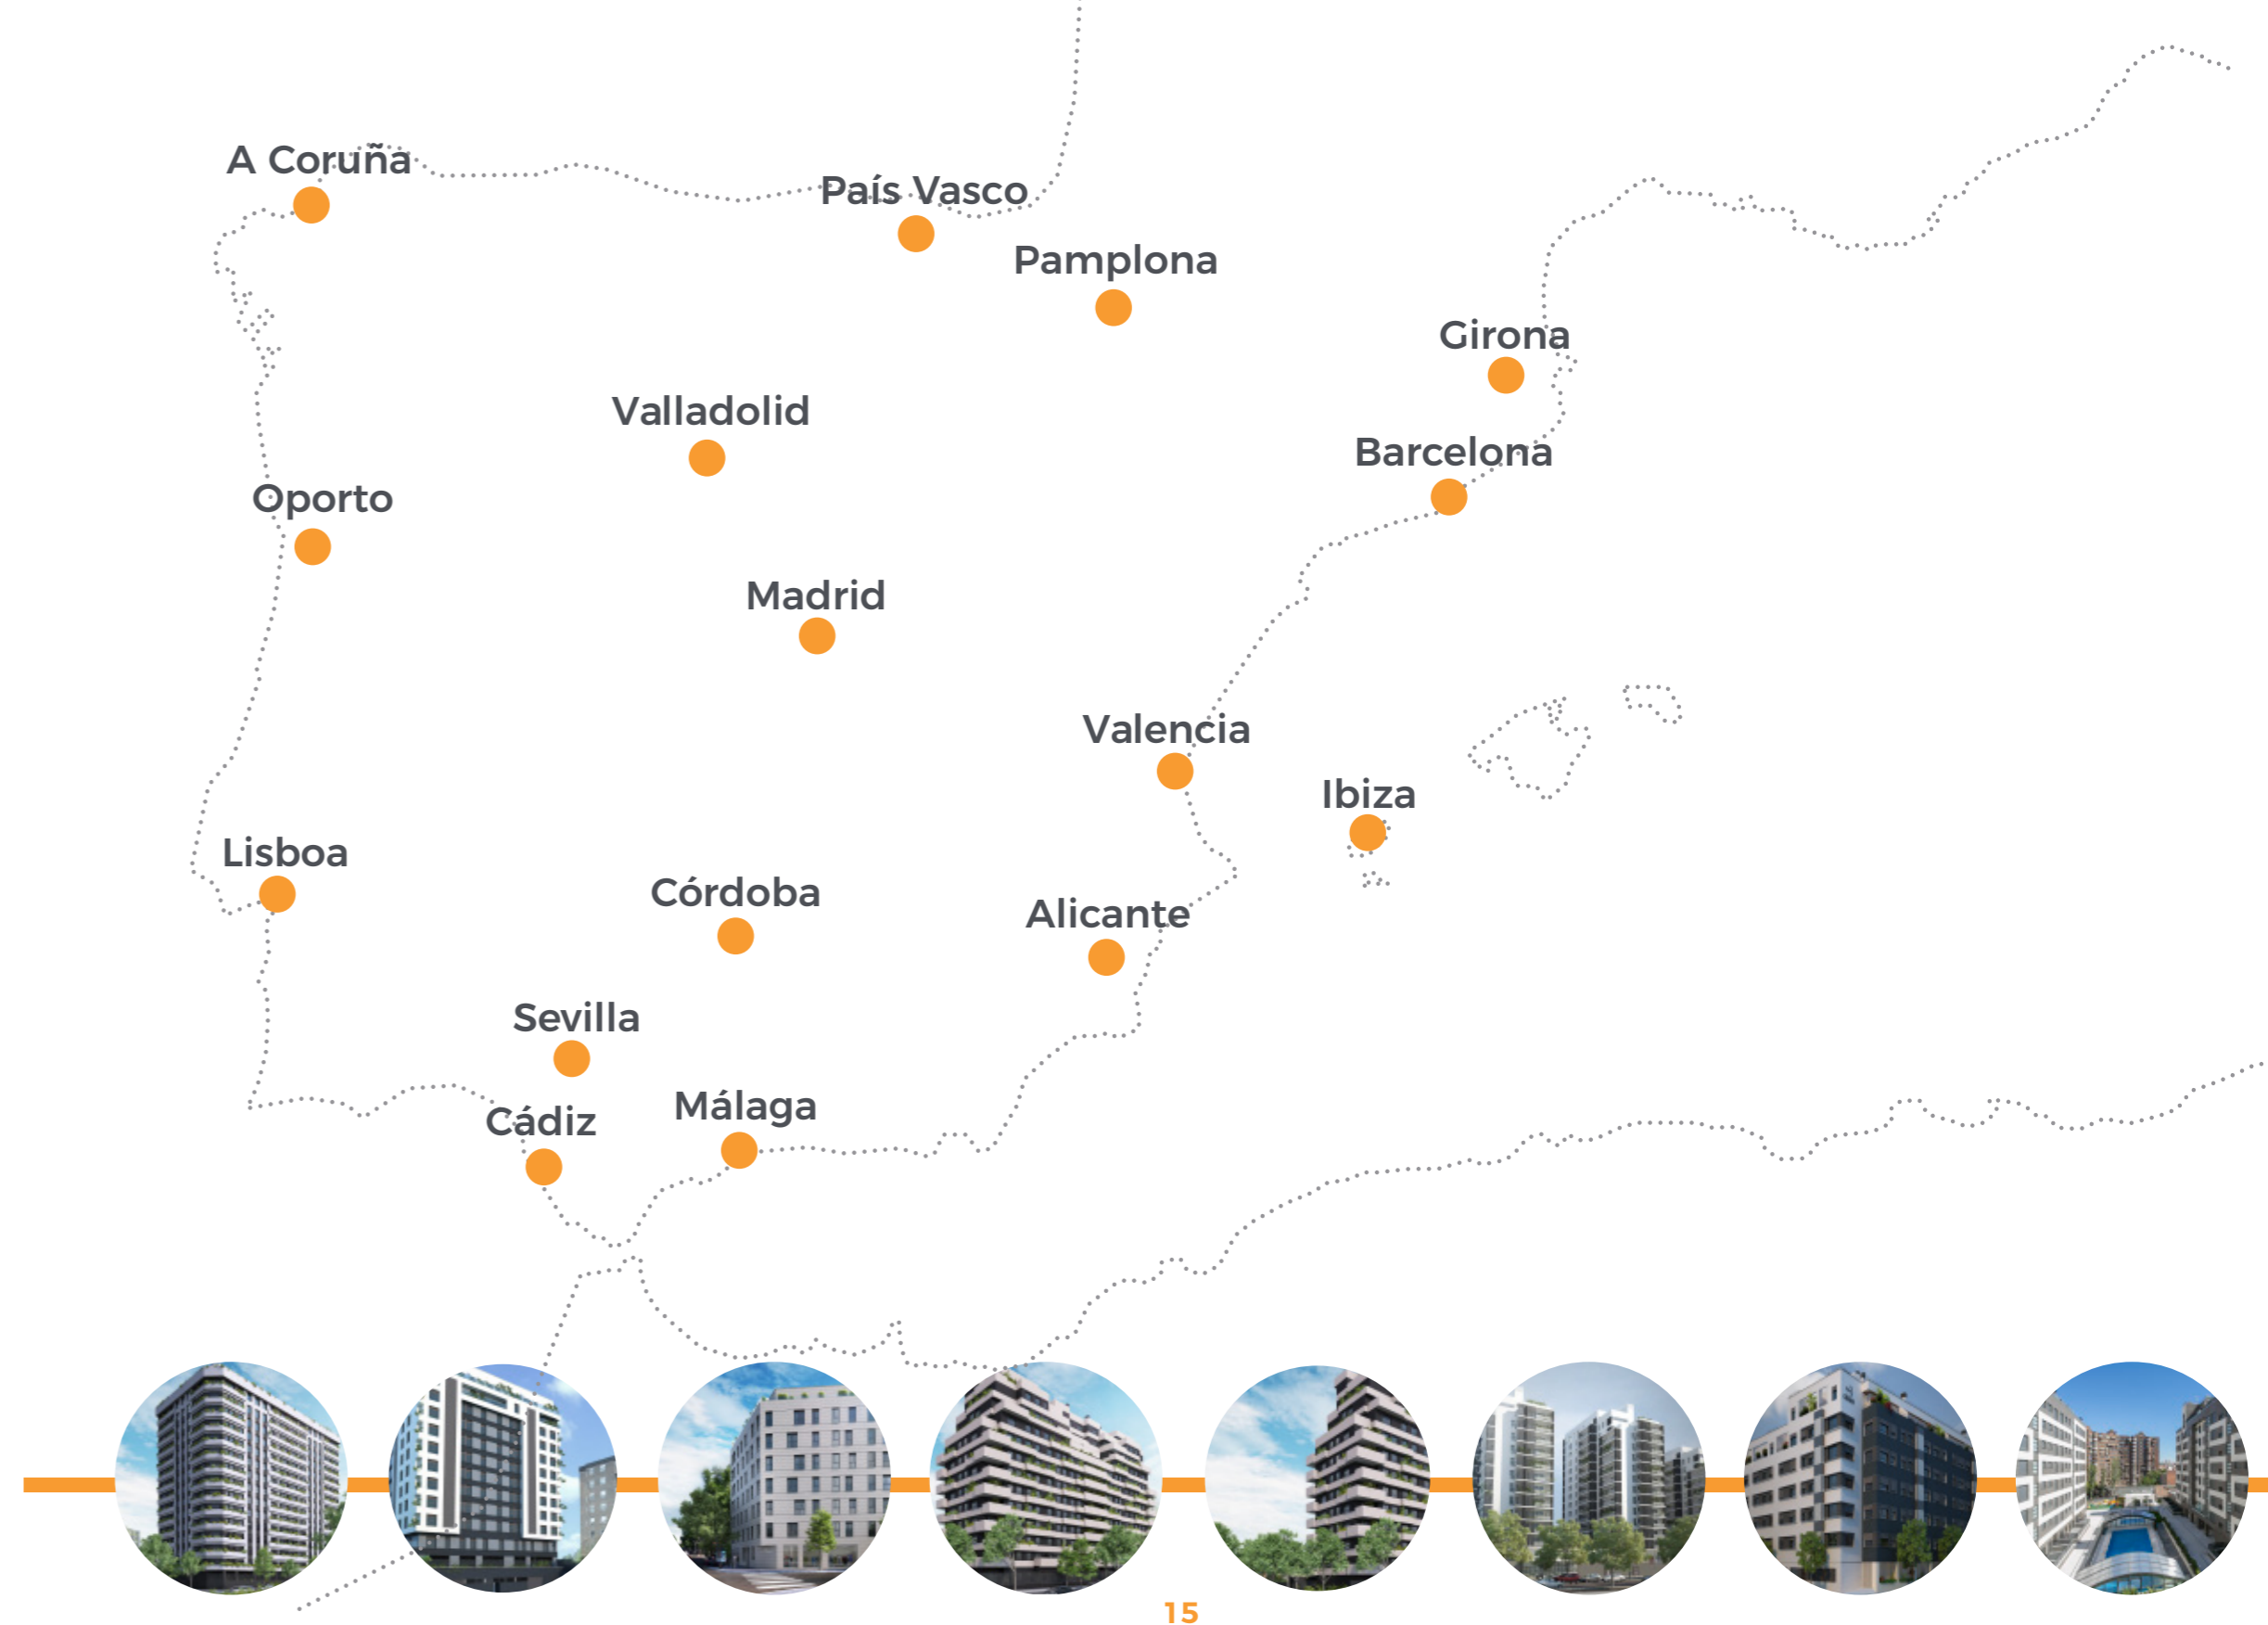 A Coruña
País Vasco
Pamplona
Girona
Valladolid
Barcelona
Oporto
Madrid
Valencia
Ibiza
Lisboa
Córdoba
Alicante
Sevilla
Málaga
Cádiz
15